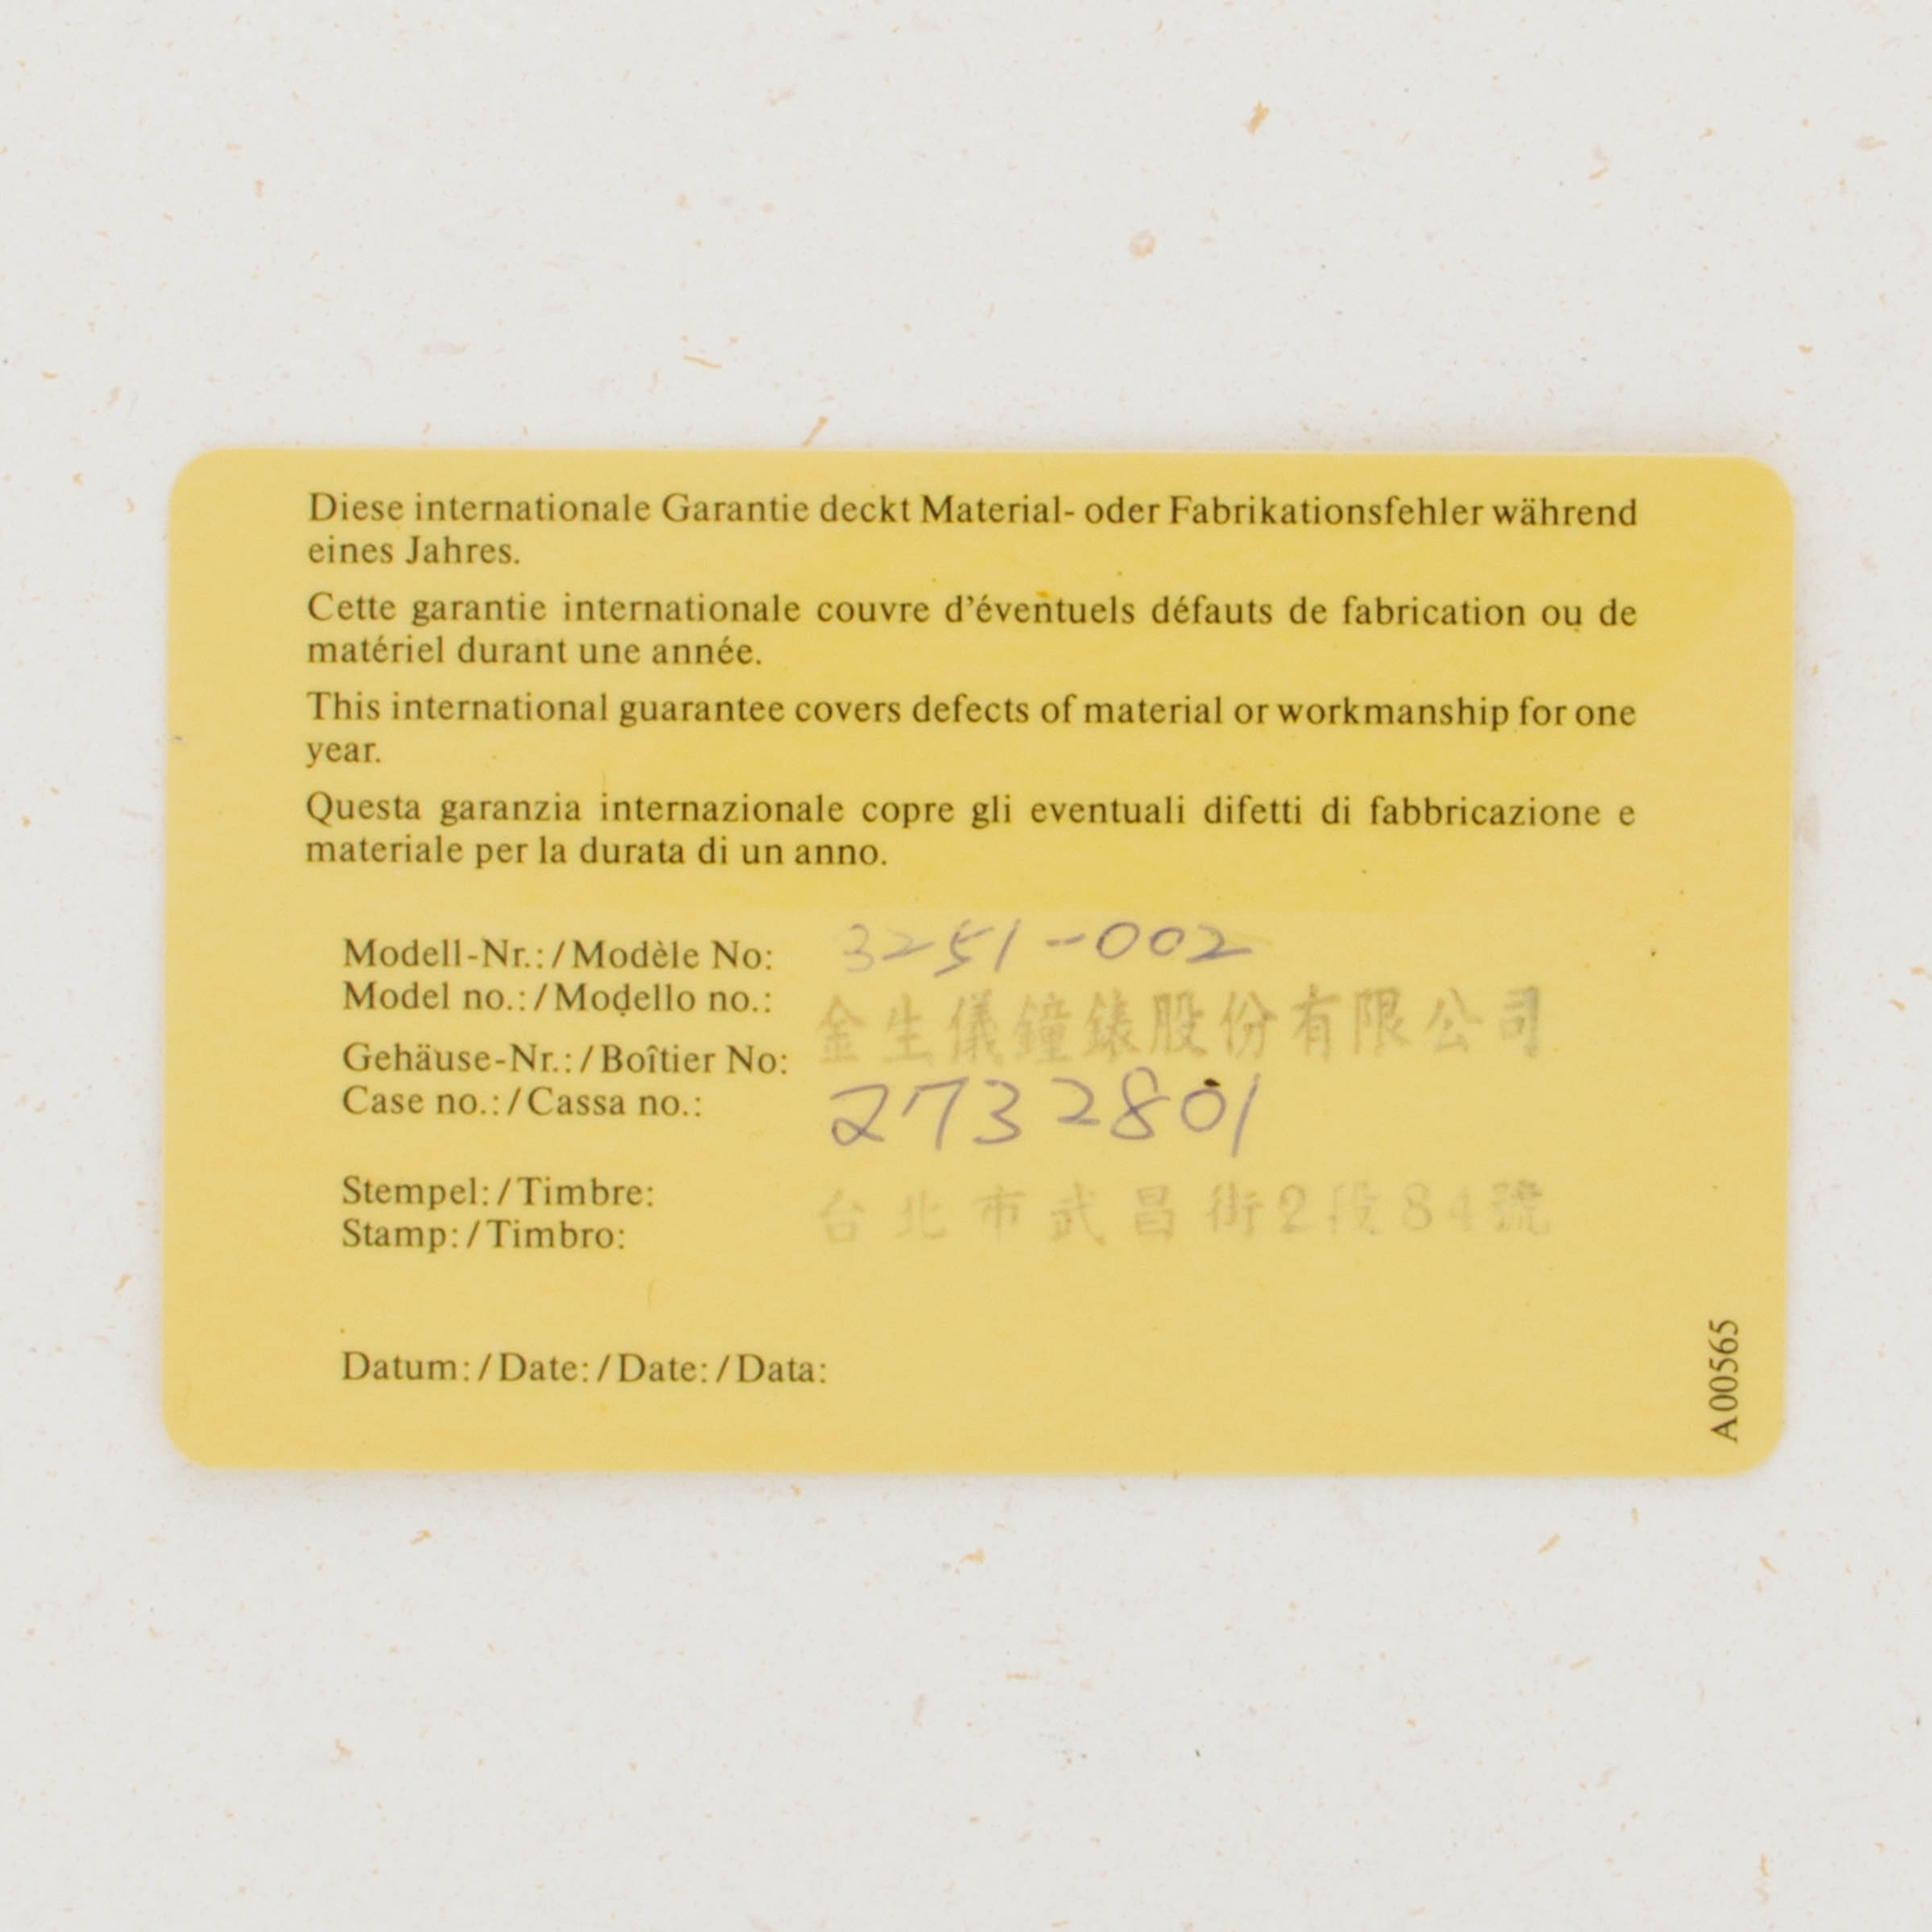 Diese internationale Garantie deckt Material- oder Fabrikationsfehler während
eines Jahres.
Cette garantie internationale couvre d'éventuels défauts de fabrication ou de
matériel durant une année.
This international guarantee covers defects of material or workmanship for one
year.
Questa garanzia internazionale copre gli eventuali difetti di fabbricazione e
materiale per la durata di un anno.
Modell-Nr.:/Modèle No: 3251-002
Model no.:/Modello no.:
金生儀鐘錶股份有限公司
Gehäuse-Nr.:/Boîtier No:
Case no.:/Cassa no.: 2732801
Stempel:/Timbre:
台北市武昌街2段84號
Stamp:/Timbro:
Datum:/Date:/Date:/Data:
A00565